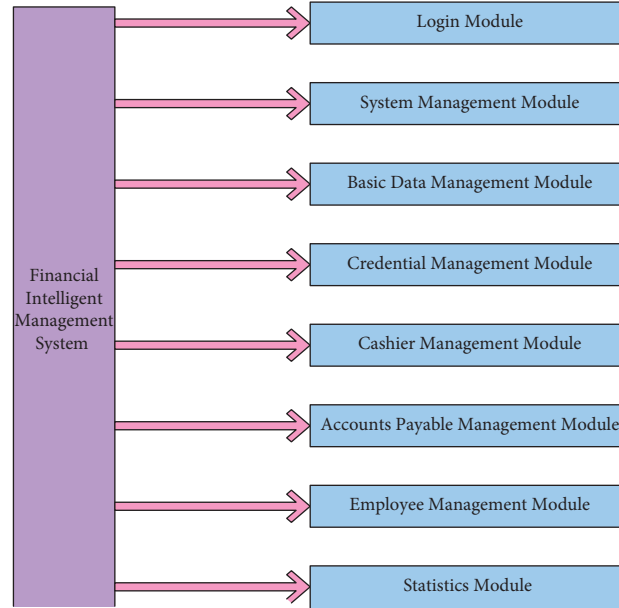 Financial
Intelligent
Management
System
Login Module
System Management Module
Basic Data Management Module
Credential Management Module
Cashier Management Module
Accounts Payable Management Module
Employee Management Module
Statistics Module